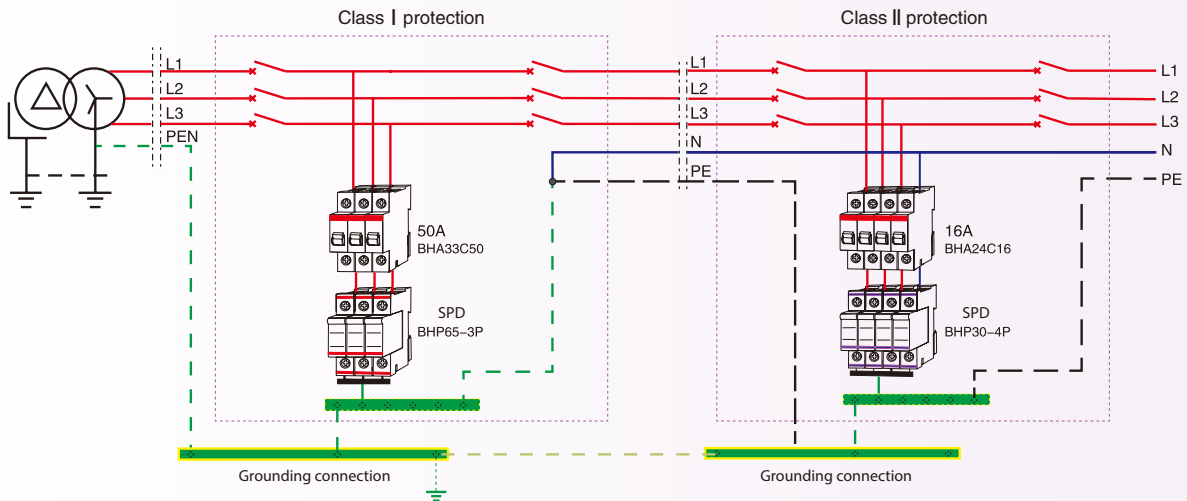 Class I protection
Class II protection
L1
L2
L3
PEN
L1
L2
L3
N
PE
L1
L2
L3
N
PE
50A
BHA33C50
SPD
BHP65-3P
16A
BHA24C16
SPD
BHP30-4P
Grounding connection
Grounding connection